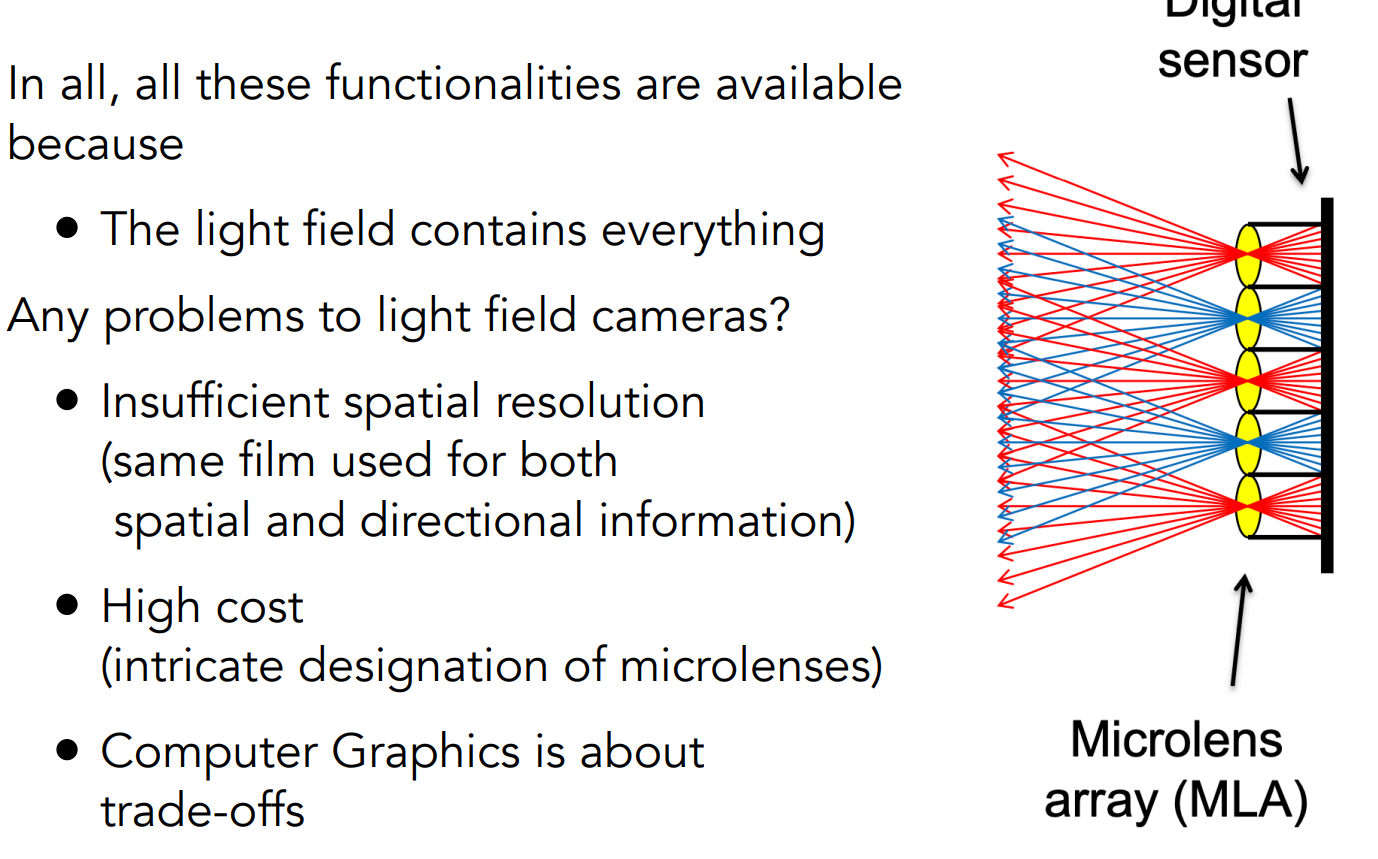 In all, all these functionalities are available
because
• The light field contains everything
Any problems to light field cameras?
• Insufficient spatial resolution
(same film used for both
spatial and directional information)
• High cost
(intricate designation of microlenses)
• Computer Graphics is about
trade-offs
Digital
sensor
Microlens
array (MLA)